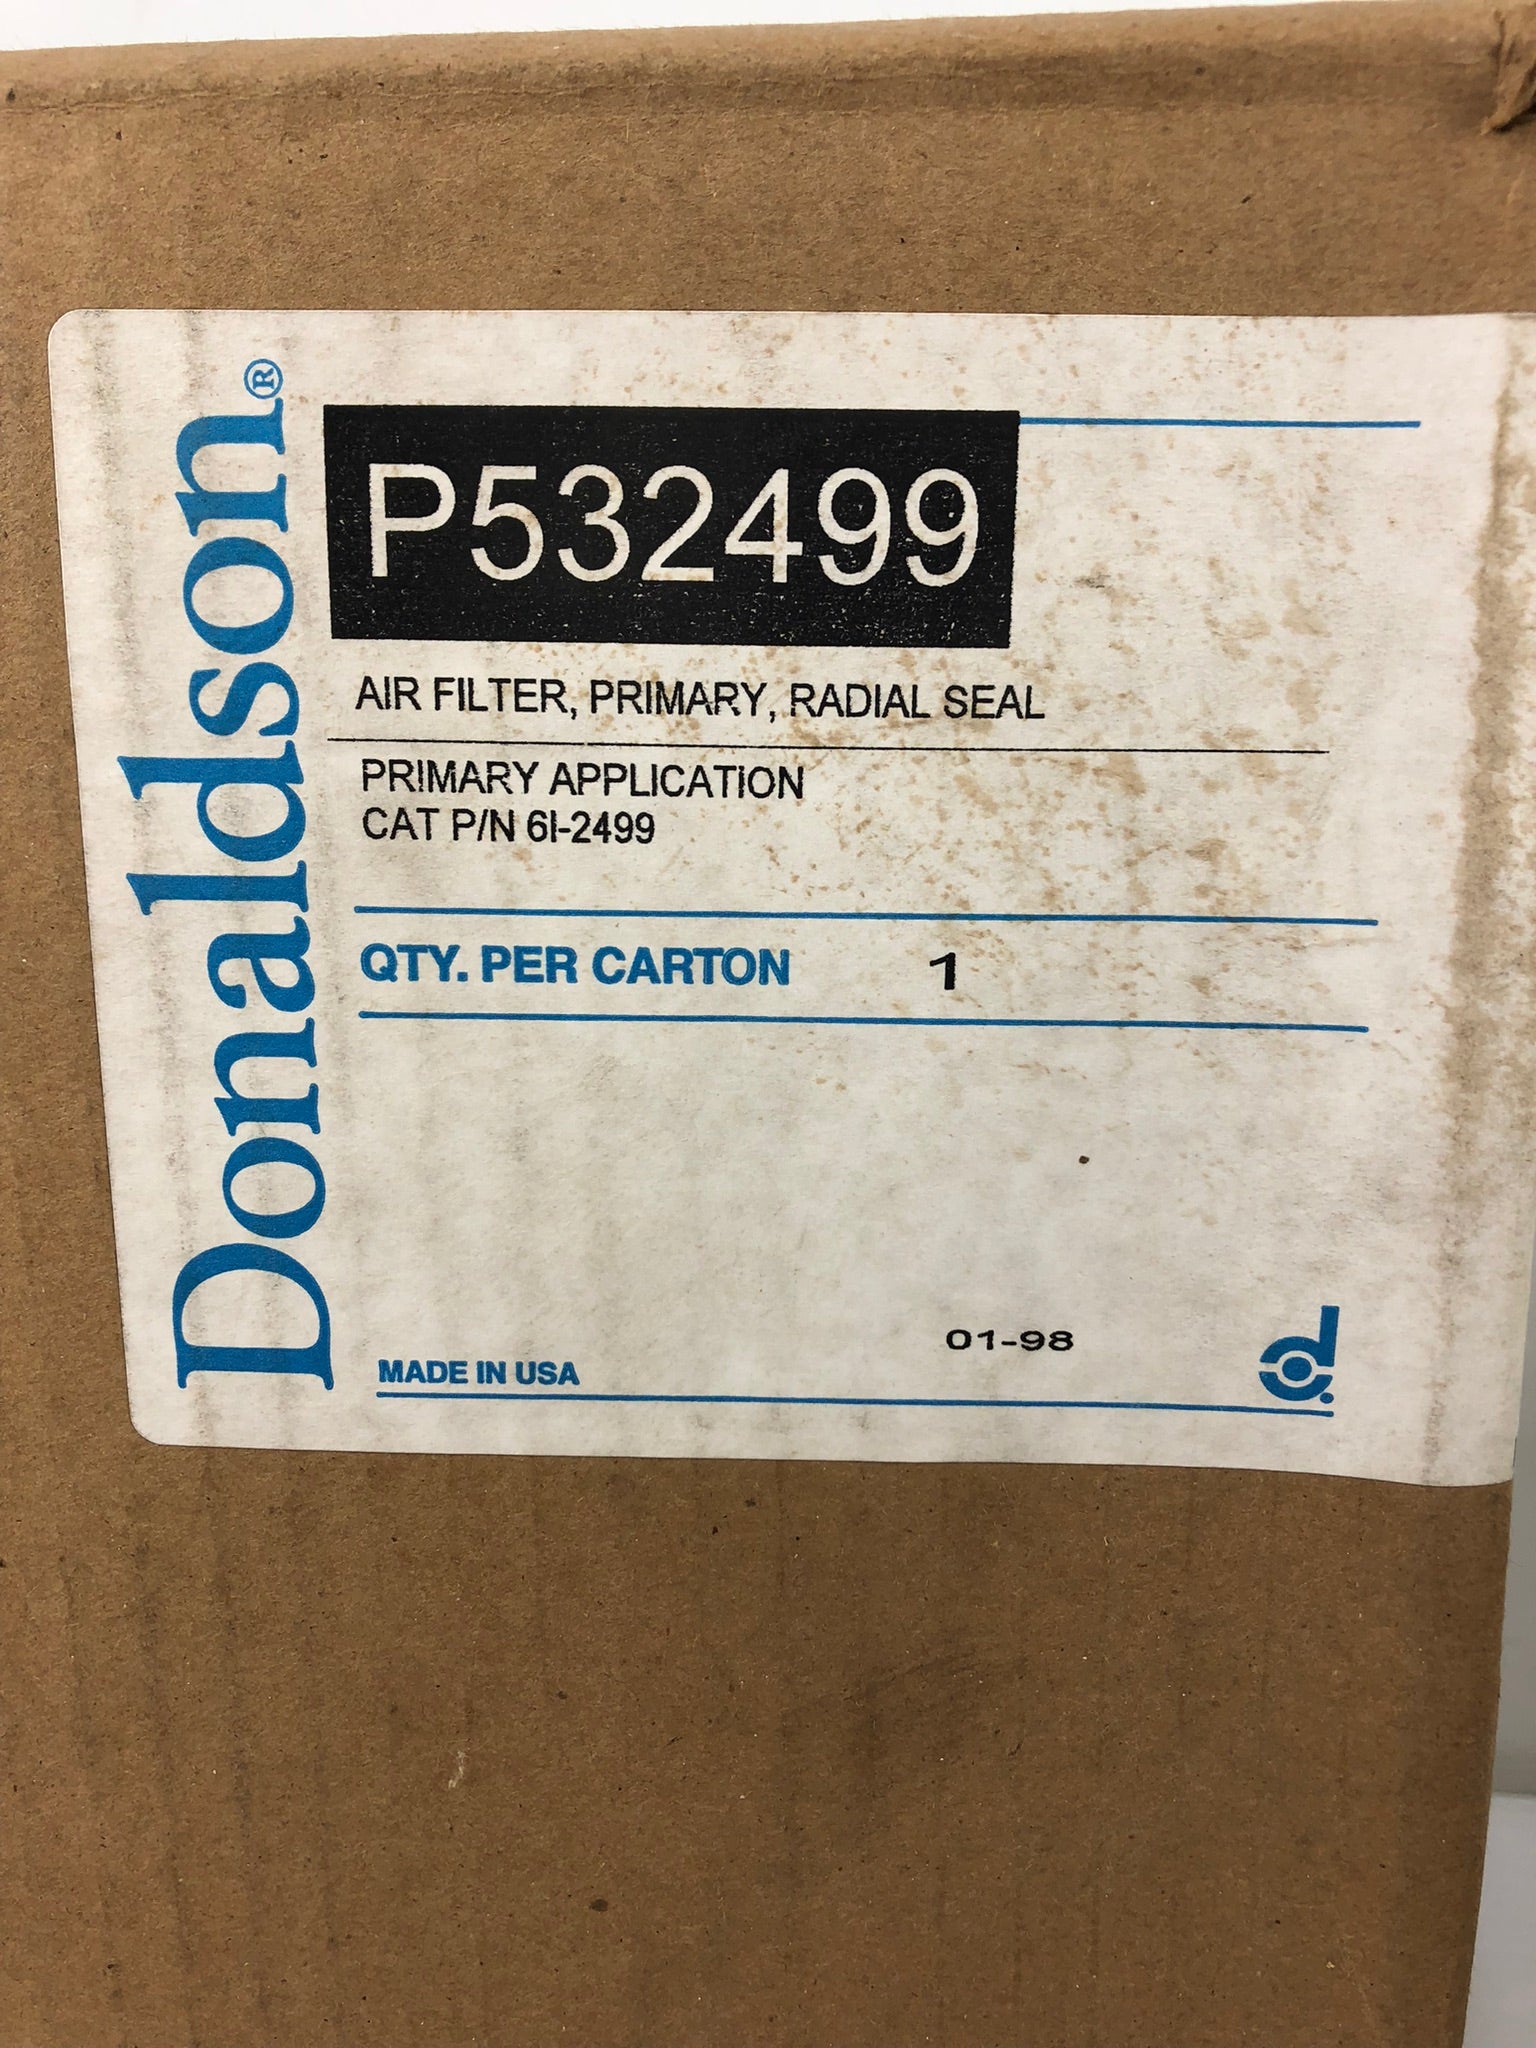 Donaldson®
P532499
AIR FILTER, PRIMARY, RADIAL SEAL
PRIMARY APPLICATION
CAT P/N 6I-2499
QTY. PER CARTON 1
01-98
MADE IN USA